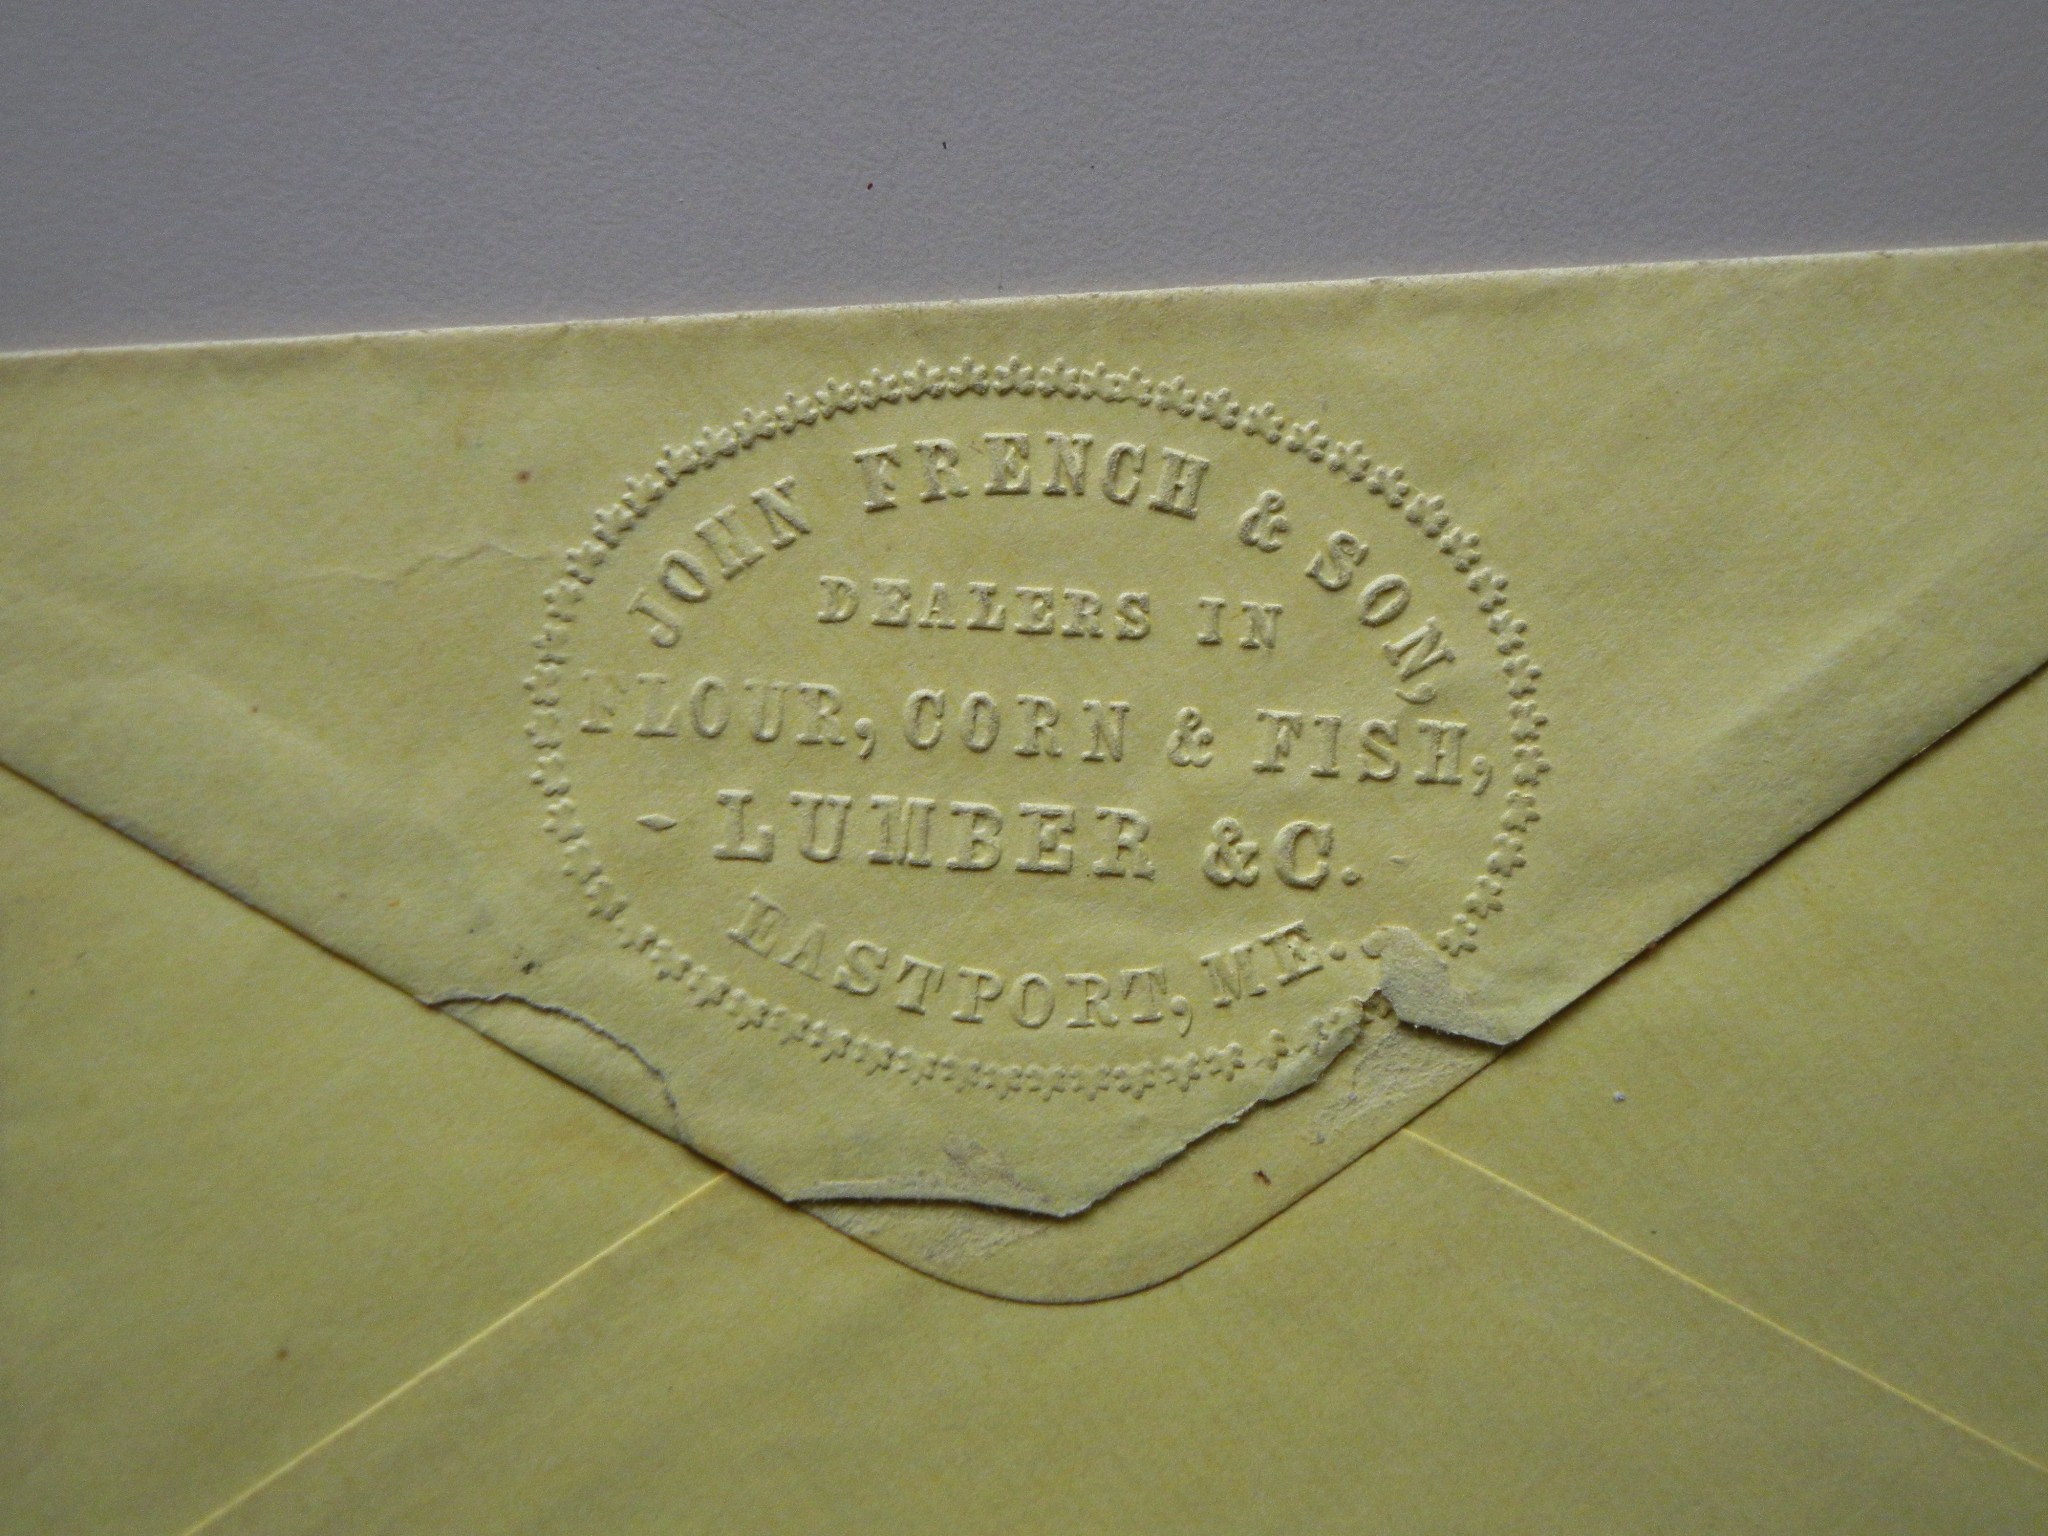 JOHN FRENCH & SON,
DEALERS IN
FLOUR, CORN & FISH,
- LUMBER &C. -
EASTPORT, ME.